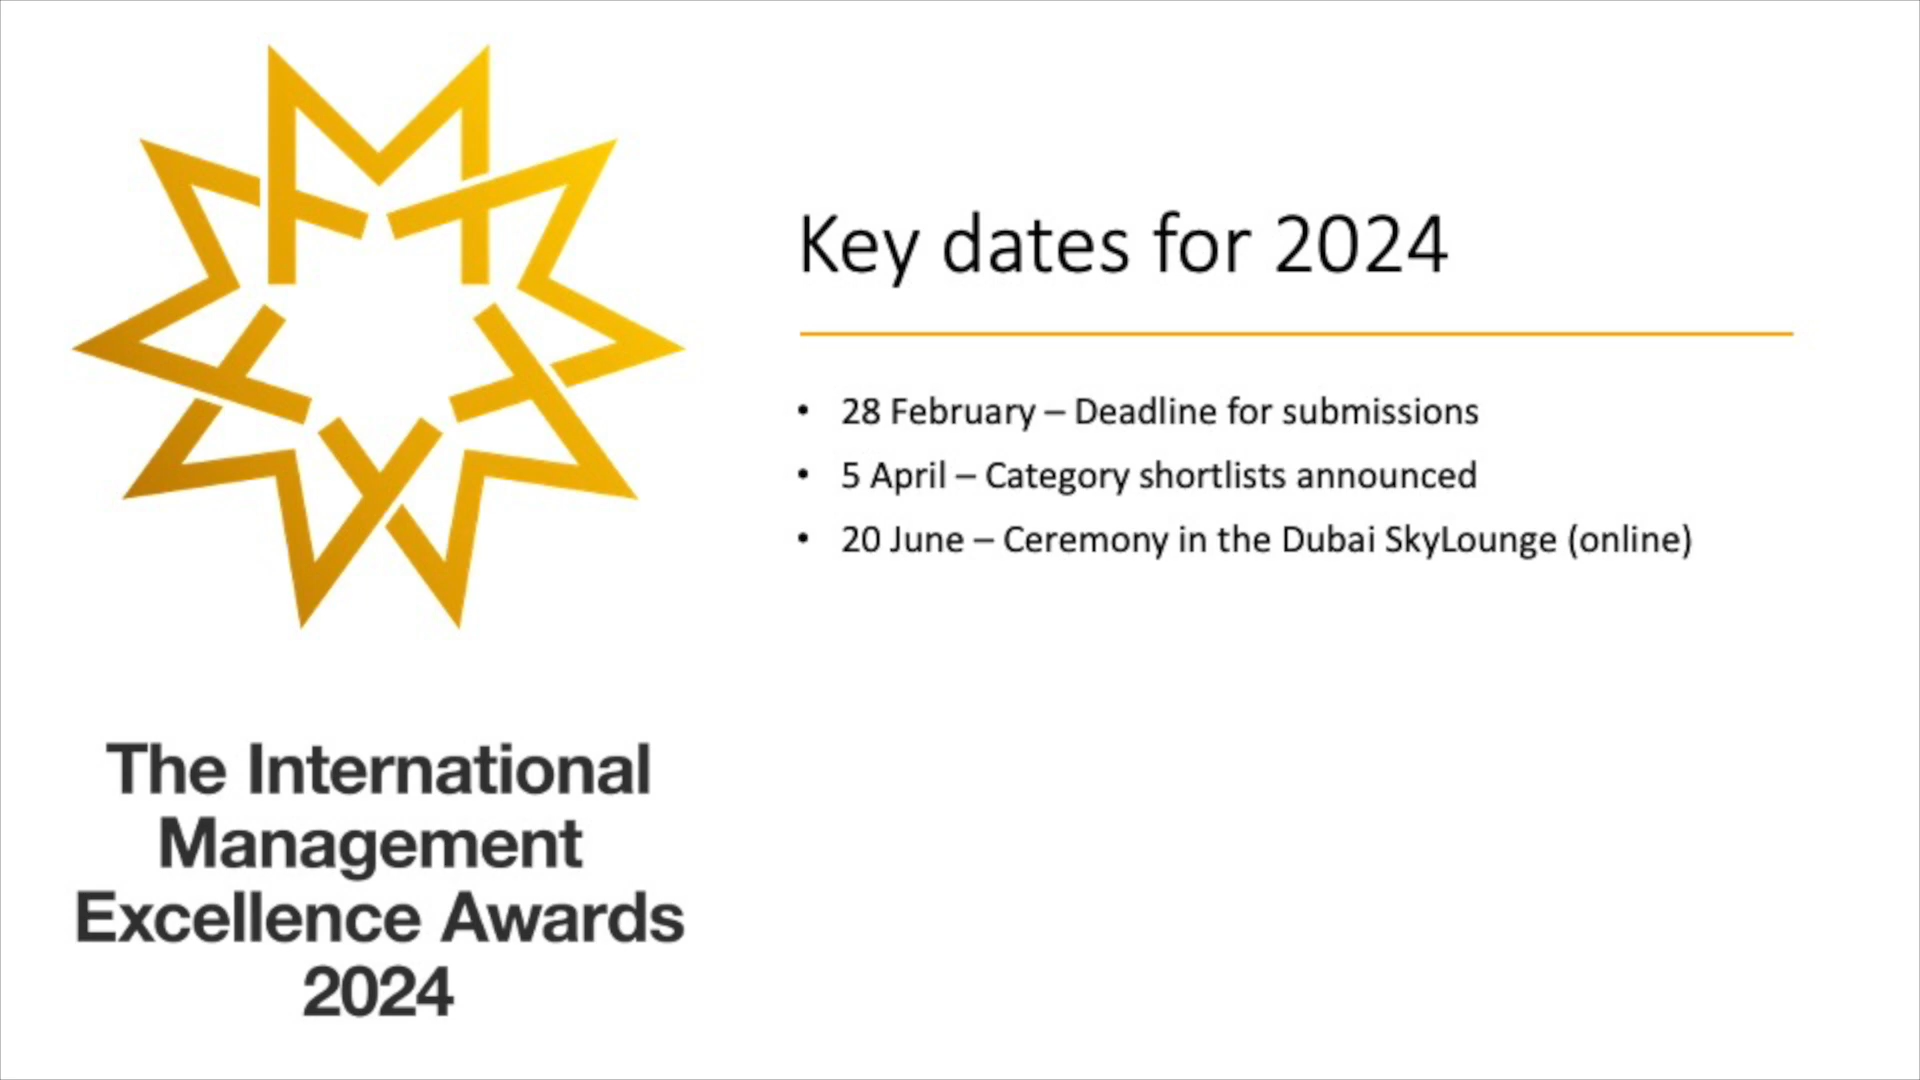 The International
Management
Excellence Awards
2024
Key dates for 2024
• 28 February – Deadline for submissions
• 5 April – Category shortlists announced
• 20 June – Ceremony in the Dubai SkyLounge (online)